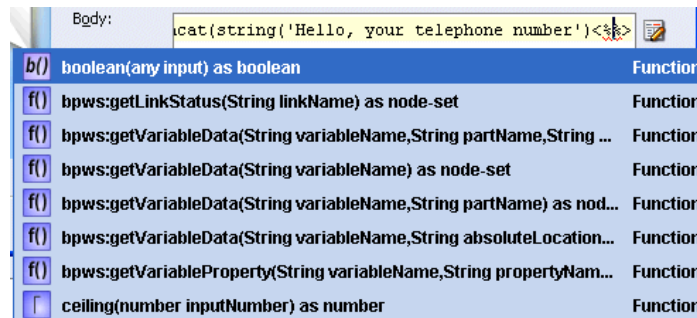 Body:
cat(string('Hello, your telephone number')<%%>
b() boolean(any input) as boolean Function
f() bpws:getLinkStatus(String linkName) as node-set Function
f() bpws:getVariableData(String variableName,String partName,String ... Function
f() bpws:getVariableData(String variableName) as node-set Function
f() bpws:getVariableData(String variableName,String partName) as nod... Function
f() bpws:getVariableData(String variableName,String absoluteLocation... Function
f() bpws:getVariableProperty(String variableName,String propertyNam... Function
ceiling(number inputNumber) as number Function